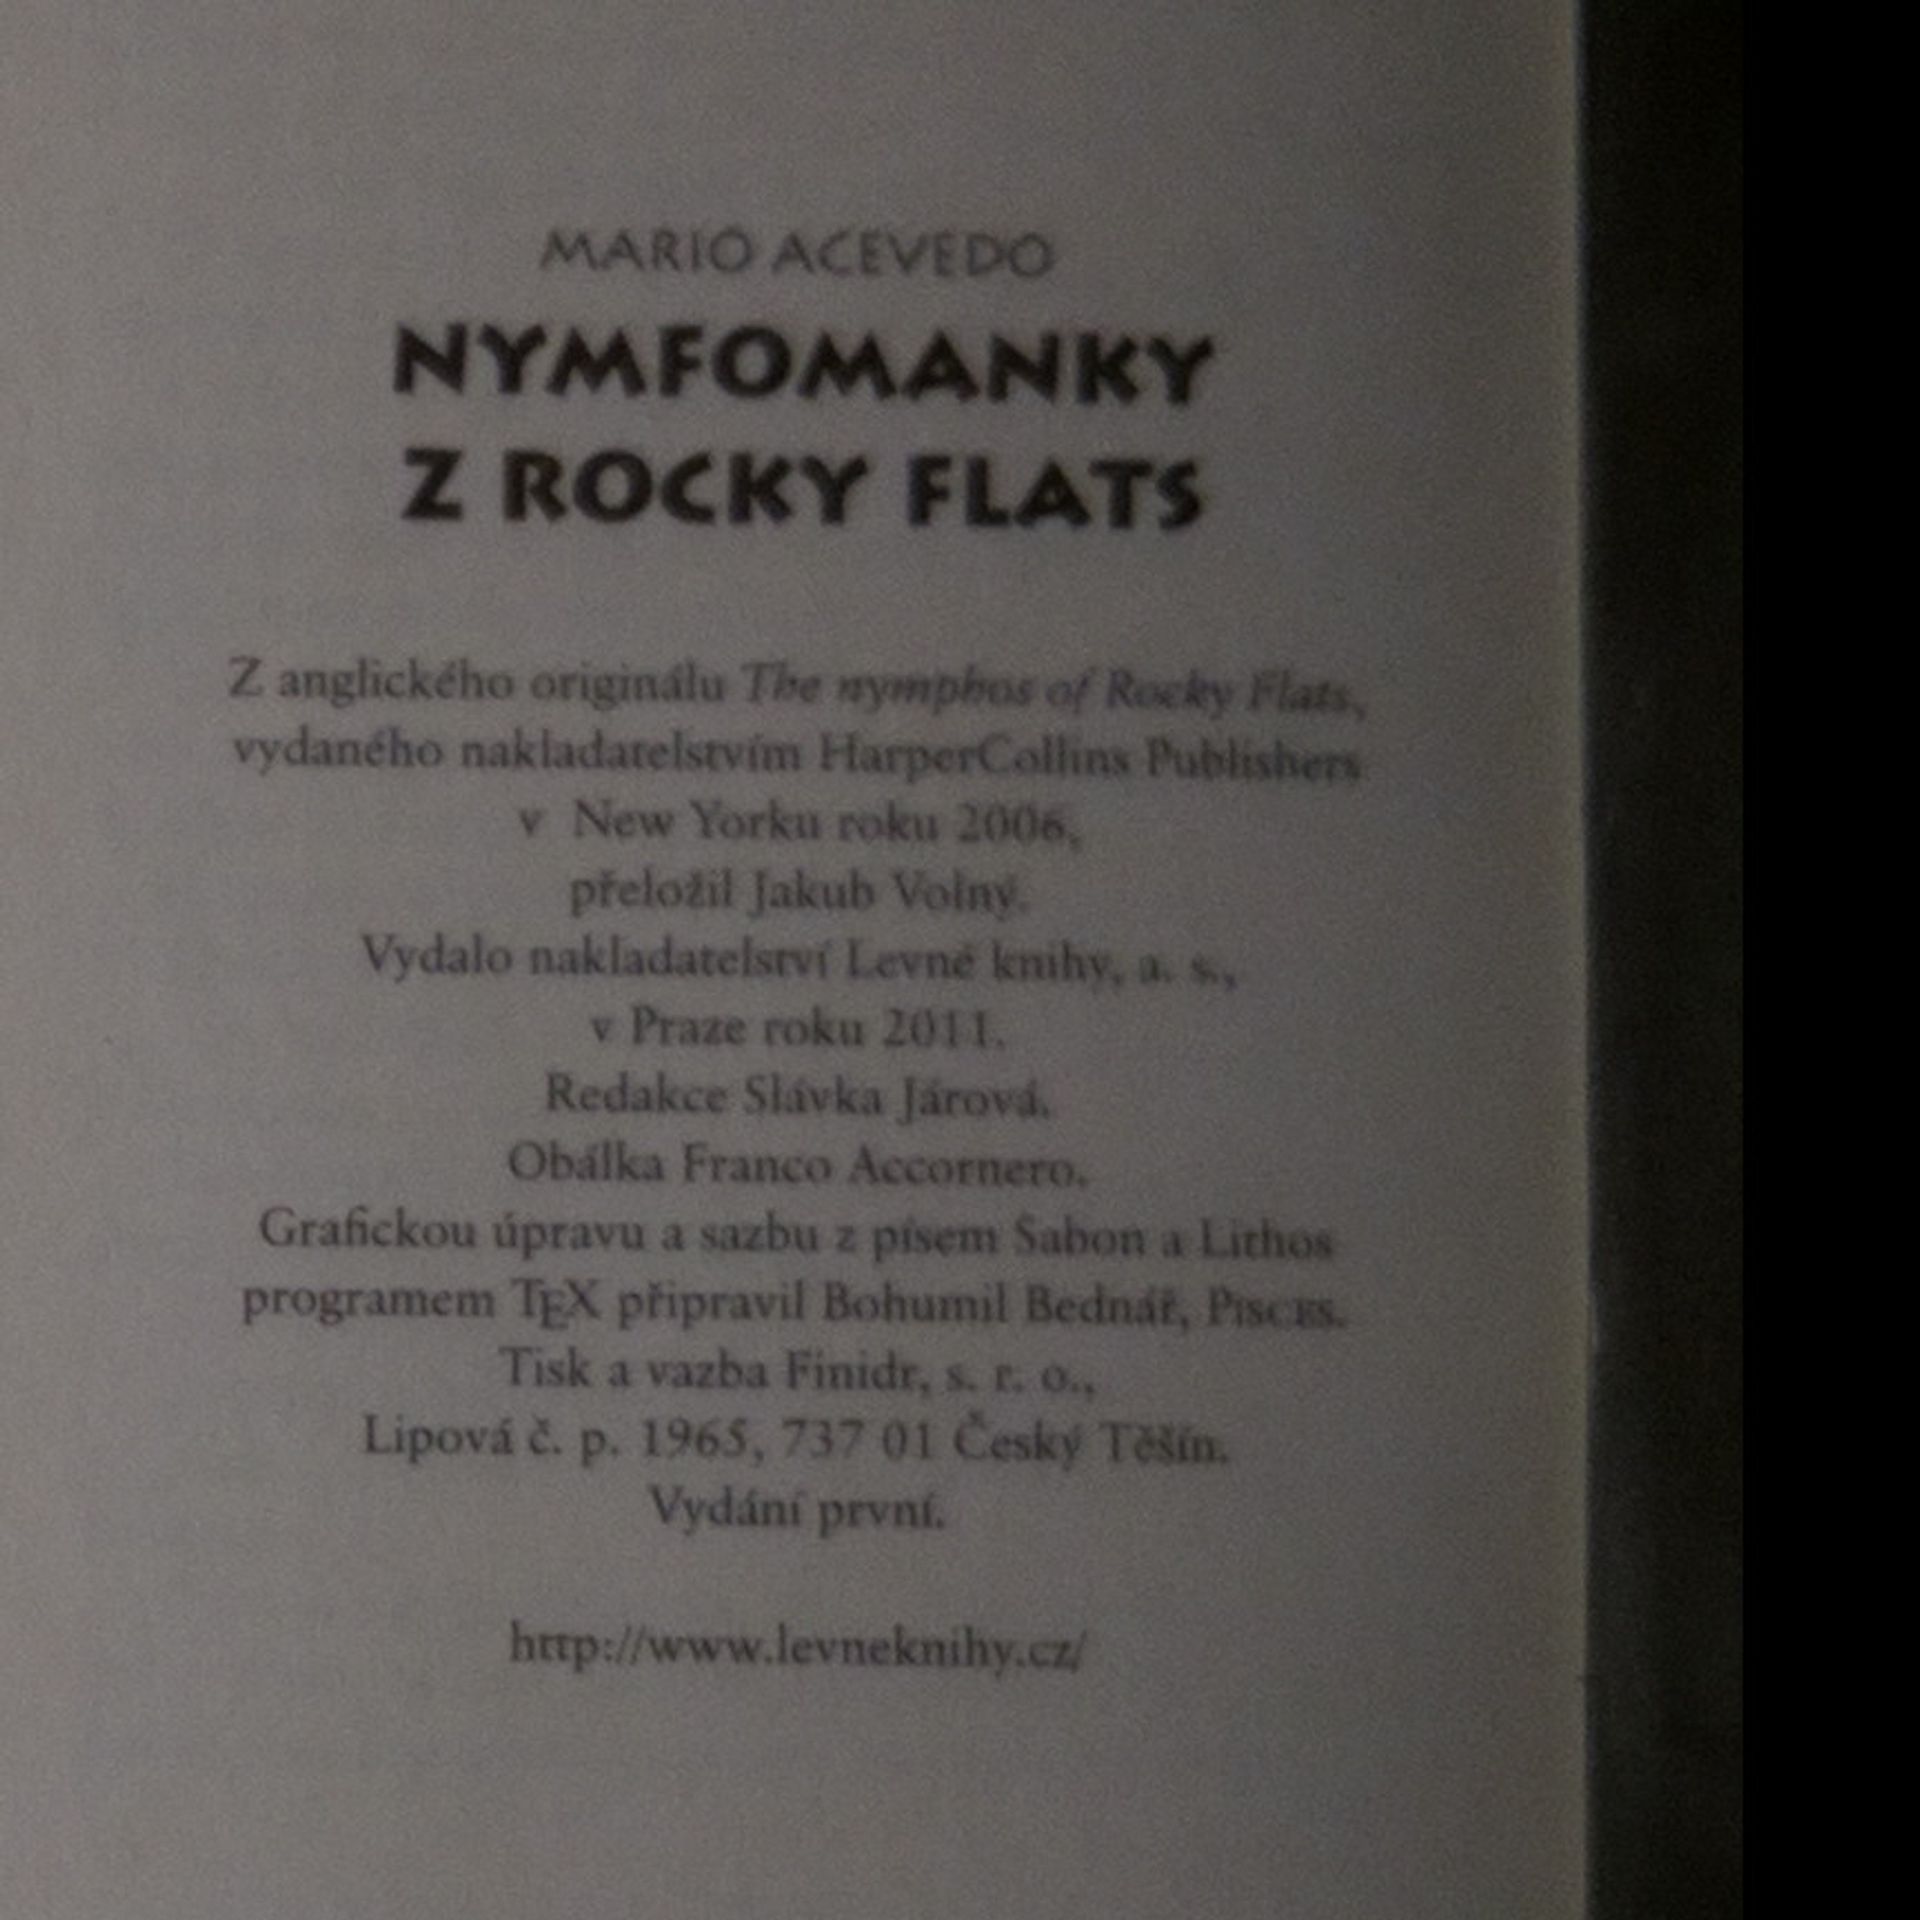 MARIO ACEVEDO
NYMFOMANKY
Z ROCKY FLATS
Z anglického originálu The nymphos of Rocky Flats,
vydaného nakladatelstvím HarperCollins Publishers
v New Yorku roku 2006,
přeložil Jakub Volný.
Vydalo nakladatelství Levné knihy, a. s.,
v Praze roku 2011.
Redakce Slávka Járová.
Obálka Franco Accornero.
Grafickou úpravu a sazbu z písem Sabon a Lithos
programem TEX připravil Bohumil Bednář, PISCES.
Tisk a vazba Finidr, s. r. o.,
Lipová č. p. 1965, 737 01 Český Těšín.
Vydání první.
http://www.levneknihy.cz/